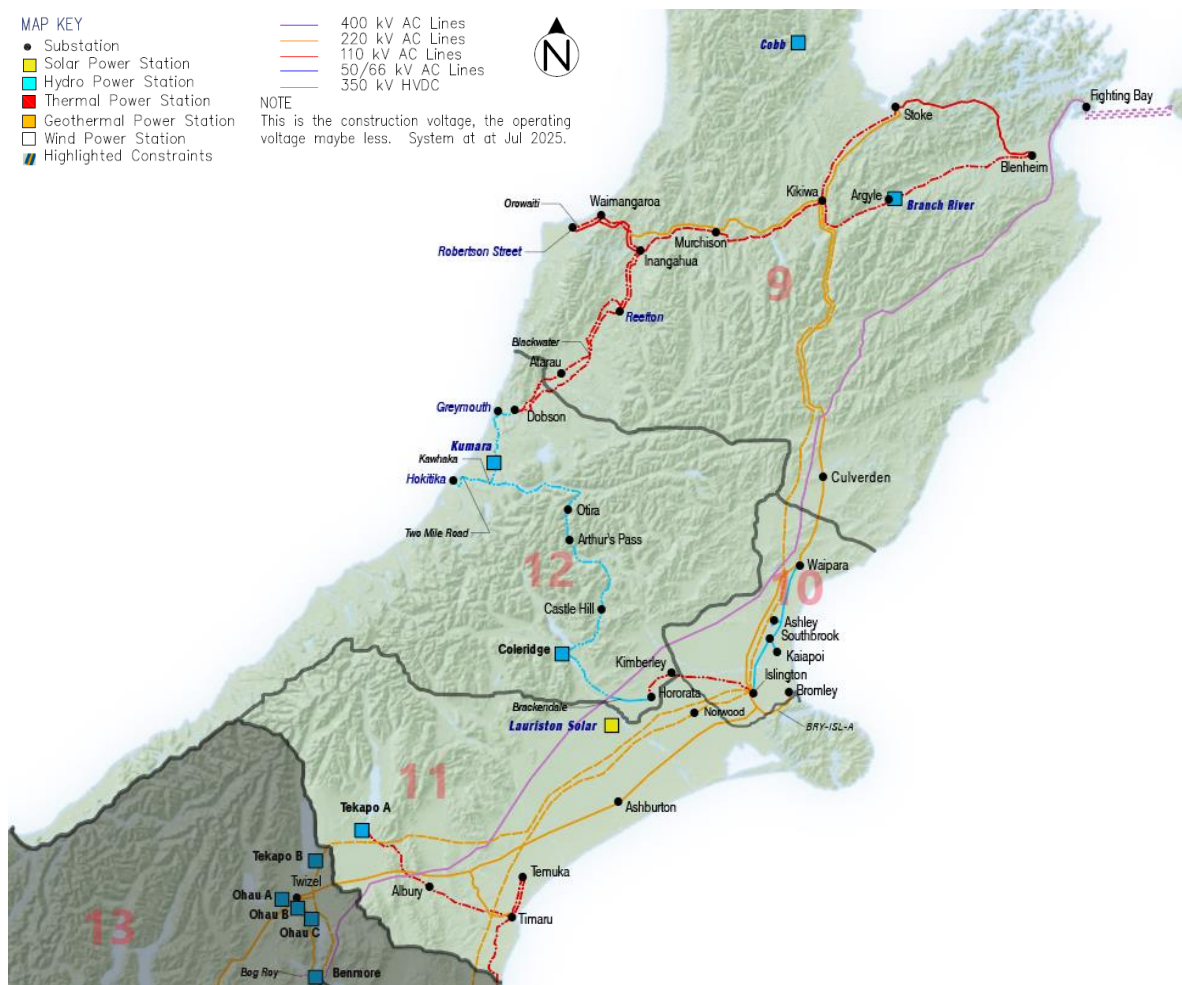 MAP KEY
Substation
Solar Power Station
Hydro Power Station
Thermal Power Station
Geothermal Power Station
Wind Power Station
Highlighted Constraints
400 kV AC Lines
220 kV AC Lines
110 kV AC Lines
50/66 kV AC Lines
350 kV HVDC
NOTE
This is the construction voltage, the operating
voltage maybe less. System at at Jul 2025.
N
Cobb
Fighting Bay
Stoke
Blenheim
Kikiwa
Argyle
Branch River
Waimangaroa
Orowaiti
Robertson Street
Murchison
Inangahua
9
Reefton
Blackwater
Atarau
Greymouth
Dobson
Kumara
Kawhaka
Hokitika
Culverden
Otira
Two Mile Road
Arthur's Pass
12
Waipara
10
Castle Hill
Ashley
Southbrook
Coleridge
Kaiapoi
Kimberley
Islington
Hororata
Bromley
Brackendale
Norwood
Lauriston Solar
BRY-ISL-A
11
Ashburton
Tekapo A
Tekapo B
Temuka
Twizel
Albury
Ohau A
Ohau B
Timaru
13
Ohau C
Bog Roy
Benmore